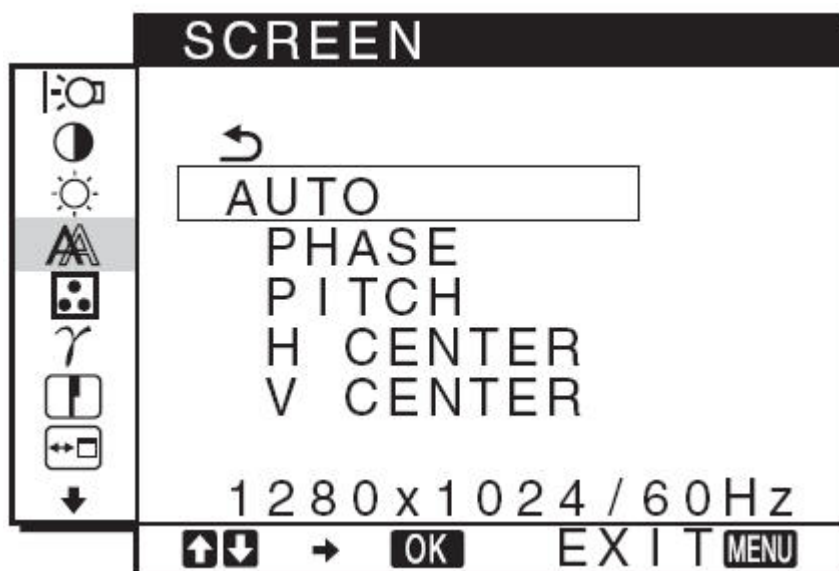 SCREEN
AUTO
PHASE
PITCH
H CENTER
V CENTER
1280x1024/60Hz
OK EXIT MENU